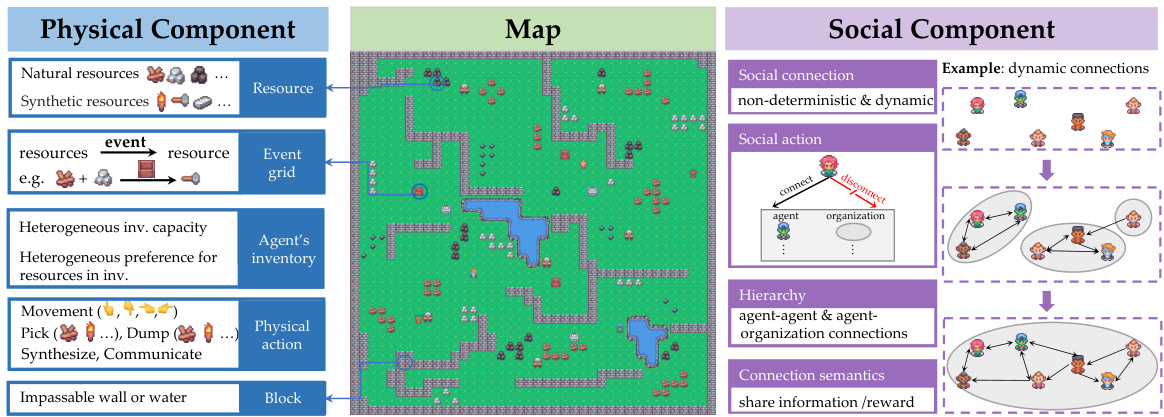 Physical Component
Natural resources …
Synthetic resources …
Resource
resources event resource
e.g. +
Event
grid
Heterogeneous inv. capacity
Heterogeneous preference for
resources in inv.
Agent's
inventory
Movement ( , , , )
Pick ( …), Dump ( …)
Synthesize, Communicate
Physical
action
Impassable wall or water
Block
Map
Social Component
Social connection
non-deterministic & dynamic
Social action
connect
disconnect
agent
organization
⋮
⋮
Hierarchy
agent-agent & agent-
organization connections
Connection semantics
share information /reward
Example: dynamic connections